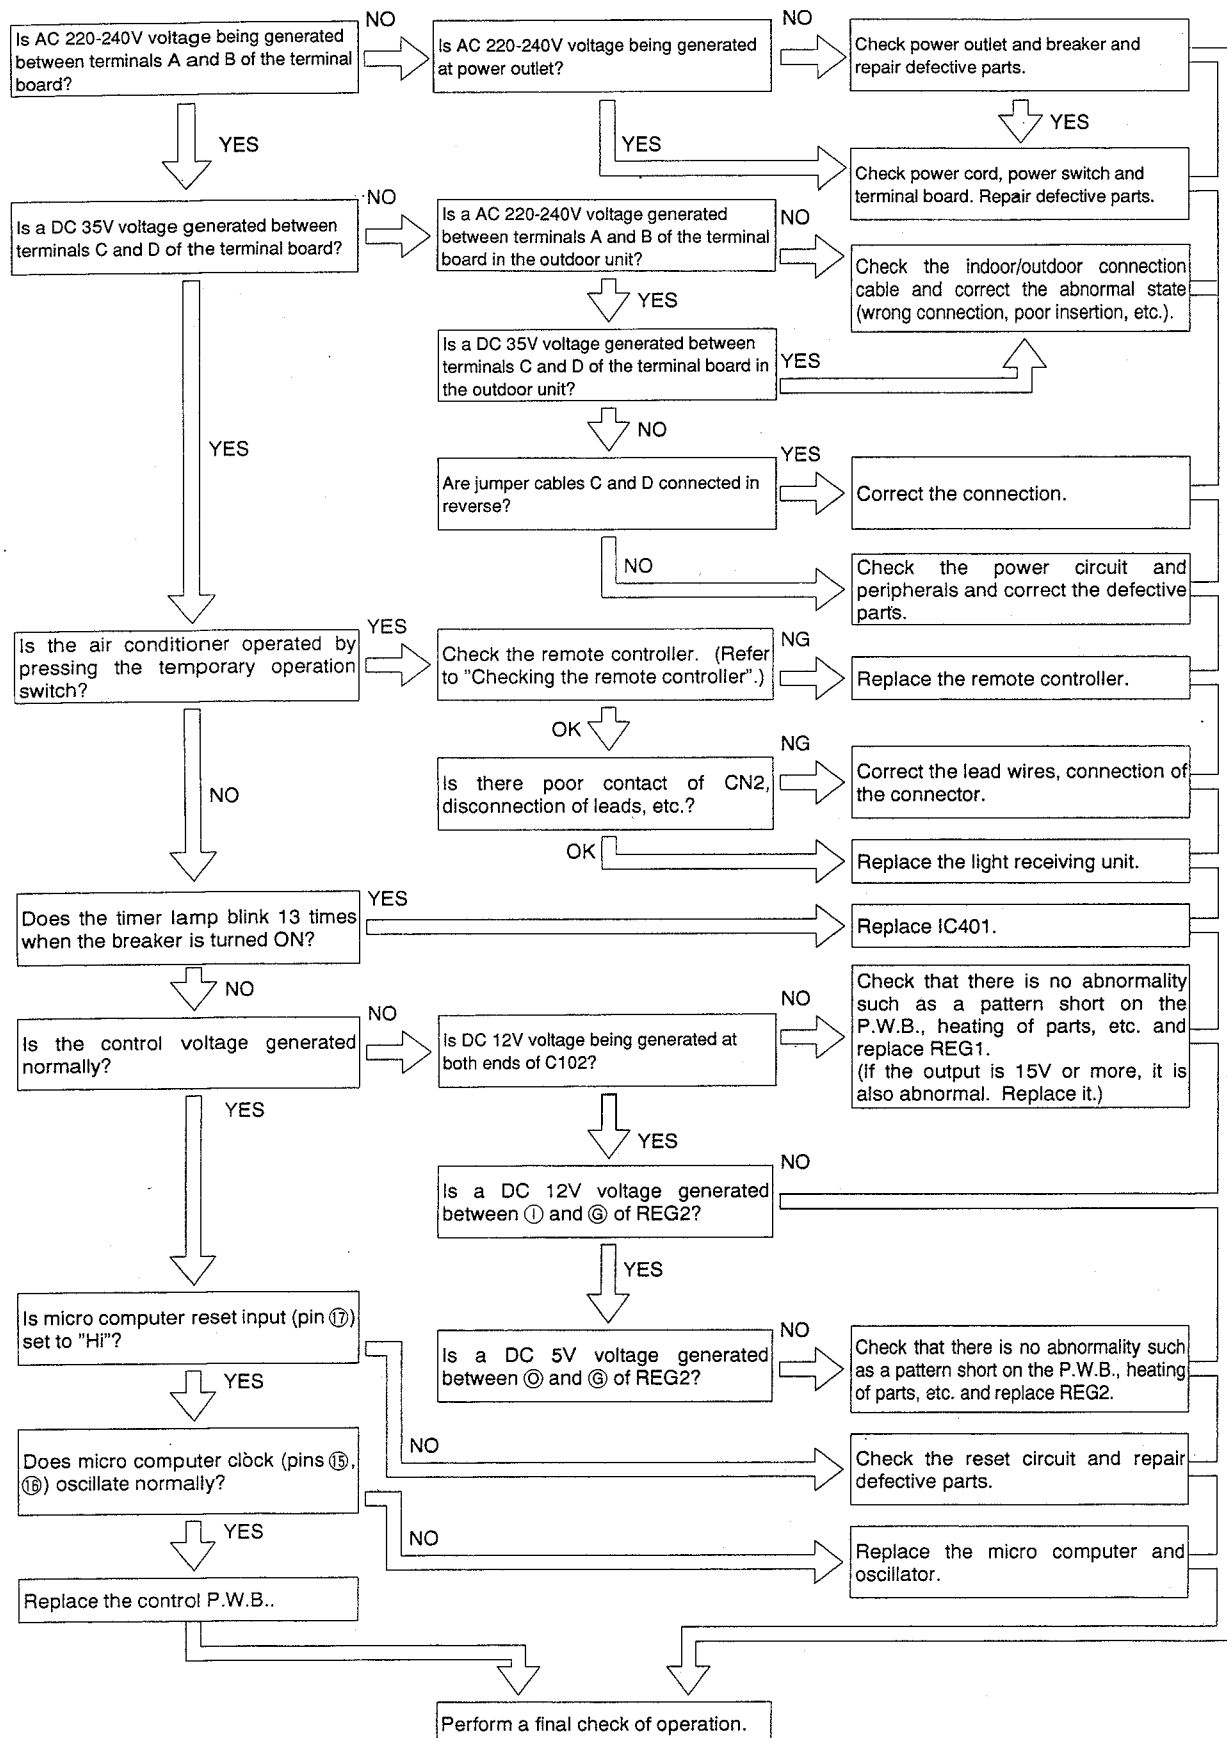 Is AC 220-240V voltage being generated
between terminals A and B of the terminal
board?
NO
Is AC 220-240V voltage being generated
at power outlet?
NO
Check power outlet and breaker and
repair defective parts.
YES
YES
YES
Check power cord, power switch and
terminal board. Repair defective parts.
Is a DC 35V voltage generated between
terminals C and D of the terminal board?
NO
Is a AC 220-240V voltage generated
between terminals A and B of the terminal
board in the outdoor unit?
NO
Check the indoor/outdoor connection
cable and correct the abnormal state
(wrong connection, poor insertion, etc.).
YES
Is a DC 35V voltage generated between
terminals C and D of the terminal board in
the outdoor unit?
YES
NO
YES
Are jumper cables C and D connected in
reverse?
YES
Correct the connection.
NO
Check the power circuit and
peripherals and correct the defective
parts.
Is the air conditioner operated by
pressing the temporary operation
switch?
YES
Check the remote controller. (Refer
to "Checking the remote controller".)
NG
Replace the remote controller.
OK
NO
Is there poor contact of CN2,
disconnection of leads, etc.?
NG
Correct the lead wires, connection of
the connector.
OK
Replace the light receiving unit.
Does the timer lamp blink 13 times
when the breaker is turned ON?
YES
Replace IC401.
NO
Is the control voltage generated
normally?
NO
Is DC 12V voltage being generated at
both ends of C102?
NO
Check that there is no abnormality
such as a pattern short on the
P.W.B., heating of parts, etc. and
replace REG1.
(If the output is 15V or more, it is
also abnormal. Replace it.)
YES
YES
Is a DC 12V voltage generated
between Ⓘ and Ⓖ of REG2?
NO
YES
Is micro computer reset input (pin ⑰)
set to "Hi"?
Is a DC 5V voltage generated
between Ⓞ and Ⓖ of REG2?
NO
Check that there is no abnormality such
as a pattern short on the P.W.B., heating
of parts, etc. and replace REG2.
YES
NO
Check the reset circuit and repair
defective parts.
Does micro computer clock (pins ⑮,
⑯) oscillate normally?
YES
NO
Replace the micro computer and
oscillator.
Replace the control P.W.B..
Perform a final check of operation.